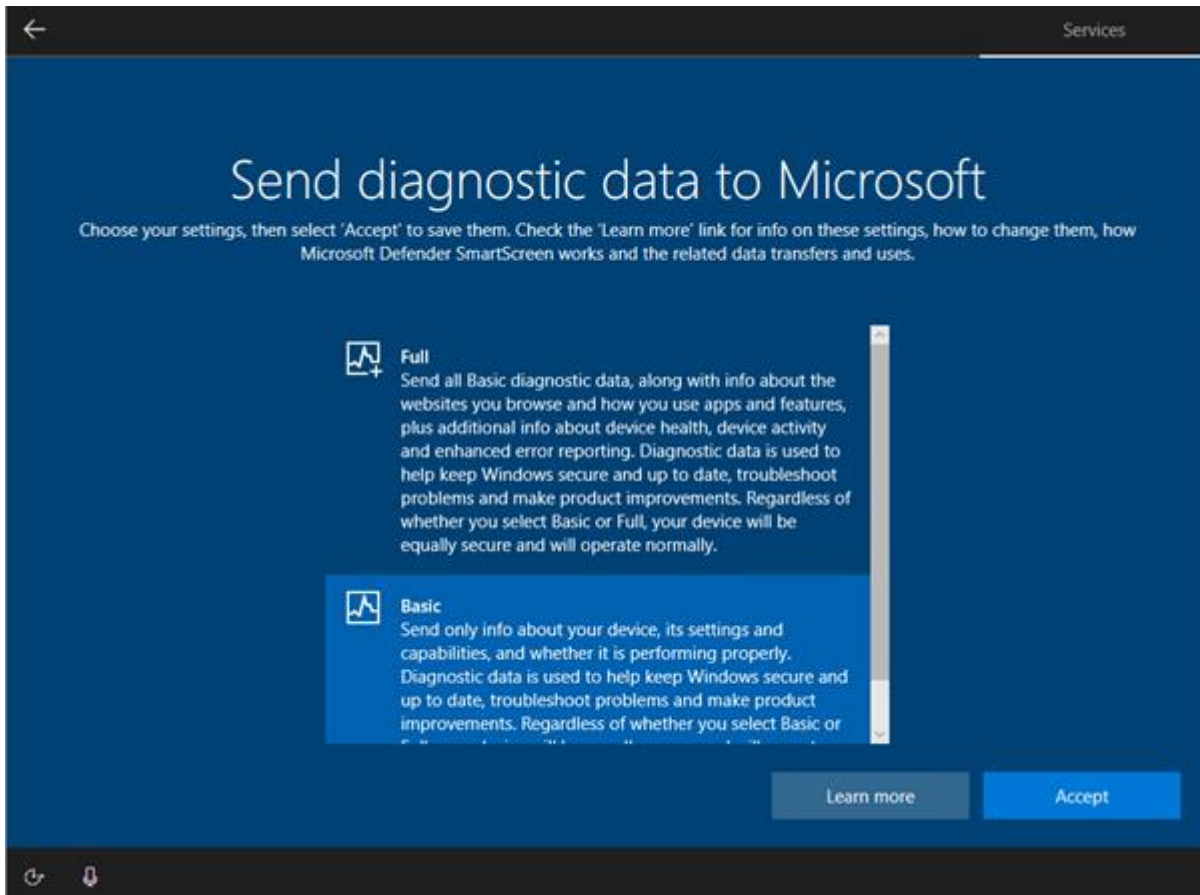 Services
Send diagnostic data to Microsoft
Choose your settings, then select 'Accept' to save them. Check the 'Learn more' link for info on these settings, how to change them, how
Microsoft Defender SmartScreen works and the related data transfers and uses.
Full
Send all Basic diagnostic data, along with info about the
websites you browse and how you use apps and features,
plus additional info about device health, device activity
and enhanced error reporting. Diagnostic data is used to
help keep Windows secure and up to date, troubleshoot
problems and make product improvements. Regardless of
whether you select Basic or Full, your device will be
equally secure and will operate normally.
Basic
Send only info about your device, its settings and
capabilities, and whether it is performing properly.
Diagnostic data is used to help keep Windows secure and
up to date, troubleshoot problems and make product
improvements. Regardless of whether you select Basic or
Learn more
Accept